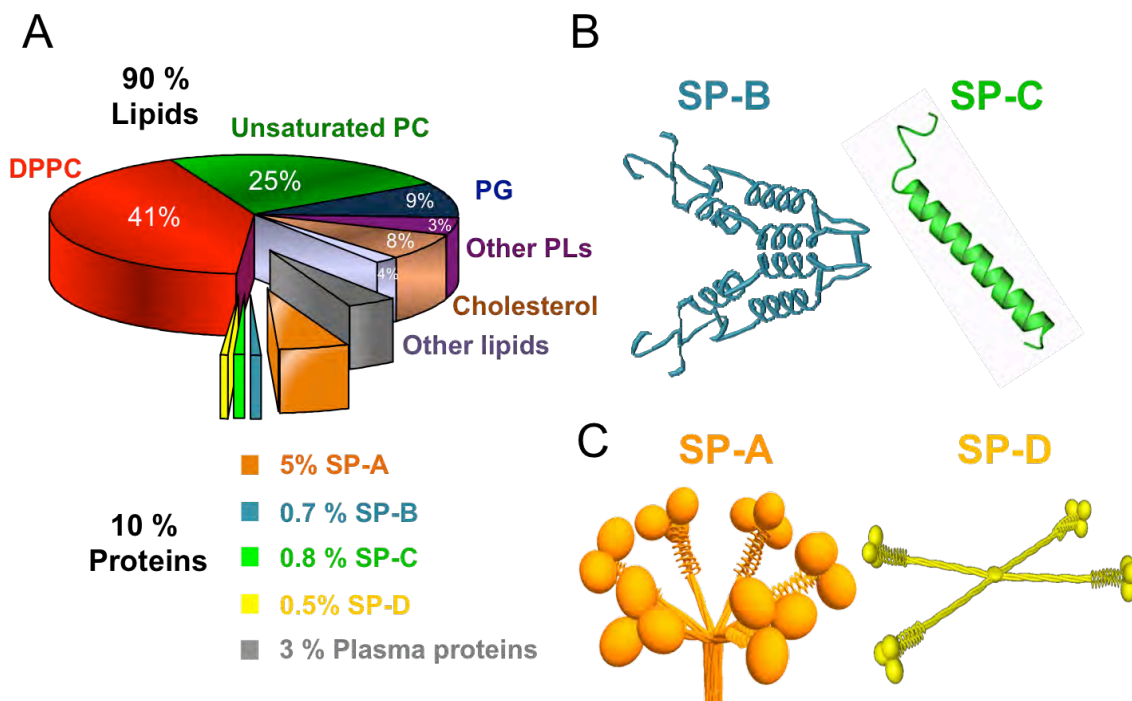 A
90 %
Lipids
Unsaturated PC
DPPC
25%
PG
41%
9%
3%
8%
Other PLs
4%
Cholesterol
Other lipids
5% SP-A
0.7 % SP-B
10 %
Proteins
0.8 % SP-C
0.5% SP-D
3 % Plasma proteins
B
SP-B
SP-C
C
SP-A
SP-D